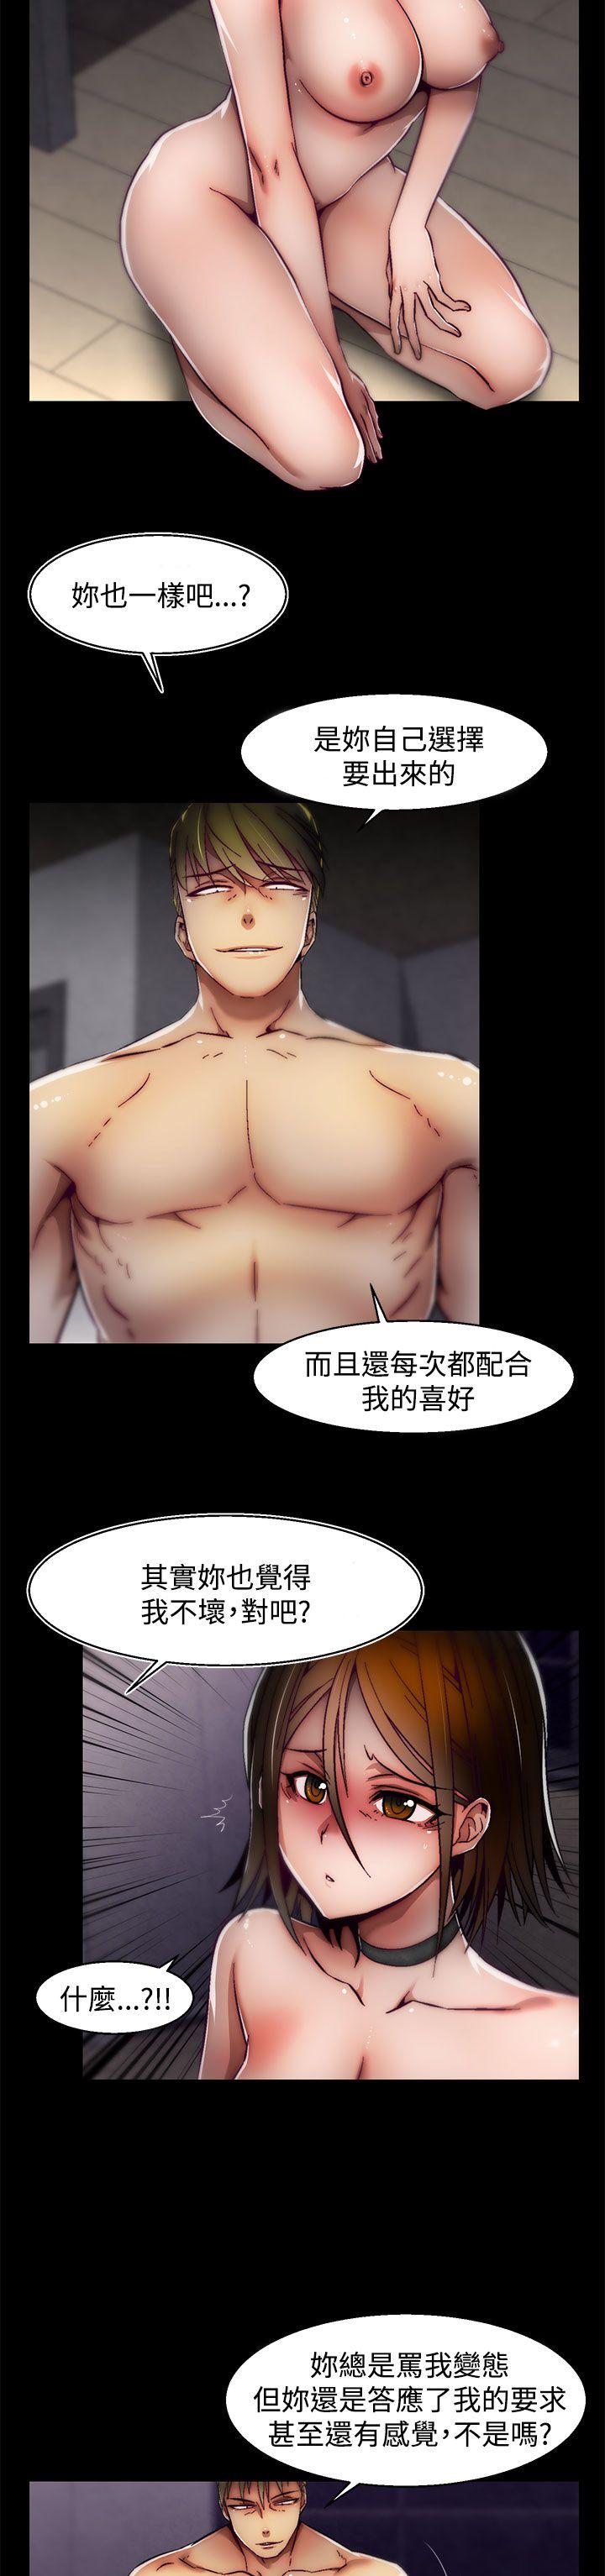 妳也一樣吧...?
是妳自己選擇
要出來的
而且還每次都配合
我的喜好
其實妳也覺得
我不壞,對吧?
什麼...?!!
妳總是罵我變態
但妳還是答應了我的要求
甚至還有感覺,不是嗎?